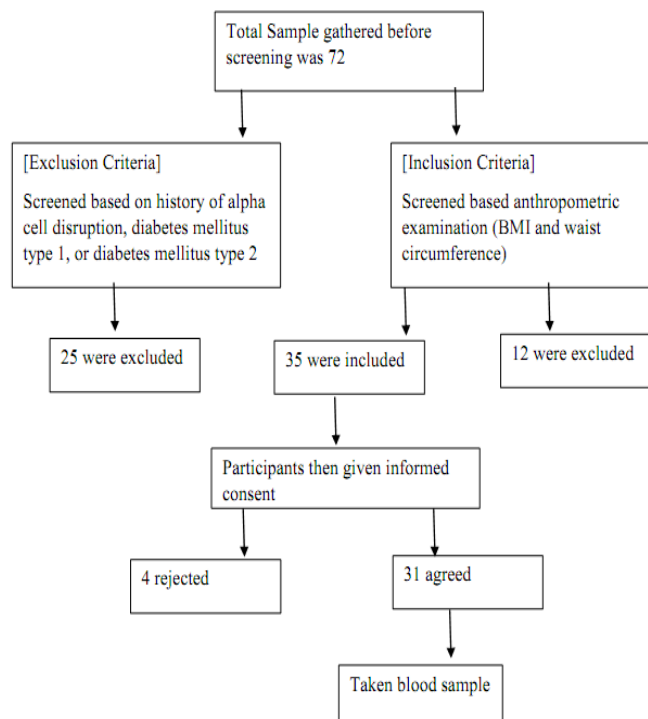 Total Sample gathered before
screening was 72
[Exclusion Criteria]
Screened based on history of alpha
cell disruption, diabetes mellitus
type 1, or diabetes mellitus type 2
[Inclusion Criteria]
Screened based anthropometric
examination (BMI and waist
circumference)
25 were excluded
35 were included
12 were excluded
Participants then given informed
consent
4 rejected
31 agreed
Taken blood sample